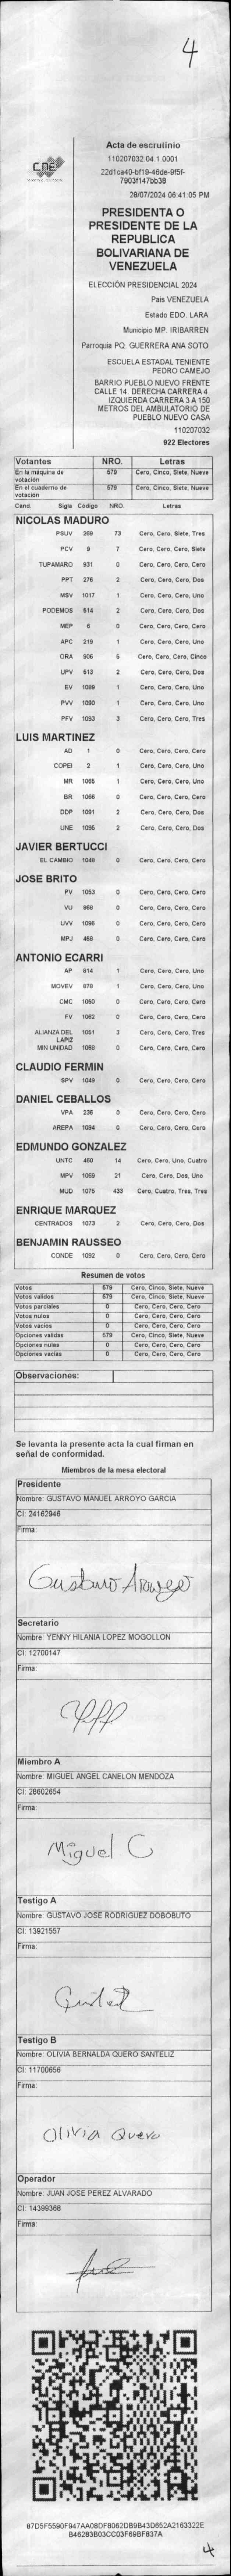 4
CNE
Acta de escrutinio
110207032.04.1.0001
22d1ca40-bf19-46de-9f5f-
7903f147bb38
28/07/2024 06:41:05 PM
PRESIDENTA O
PRESIDENTE DE LA
REPUBLICA
BOLIVARIANA DE
VENEZUELA
ELECCIÓN PRESIDENCIAL 2024
Pais VENEZUELA
Estado EDO. LARA
Municipio MP. IRIBARREN
Parroquia PQ. GUERRERA ANA SOTO
ESCUELA ESTADAL TENIENTE
PEDRO CAMEJO
BARRIO PUEBLO NUEVO FRENTE
CALLE 14. DERECHA CARRERA 4.
IZQUIERDA CARRERA 3 A 150
METROS DEL AMBULATORIO DE
PUEBLO NUEVO CASA
110207032
922 Electores
Votantes NRO. Letras
En la máquina de votación 579 Cero, Cinco, Siete, Nueve
En el cuaderno de votación 579 Cero, Cinco, Siete, Nueve
Cand. Sigla Código NRO. Letras
NICOLAS MADURO
PSUV 269 73 Cero, Cero, Siete, Tres
PCV 9 7 Cero, Cero, Cero, Siete
TUPAMARO 931 0 Cero, Cero, Cero, Cero
PPT 276 2 Cero, Cero, Cero, Dos
MSV 1017 1 Cero, Cero, Cero, Uno
PODEMOS 514 2 Cero, Cero, Cero, Dos
MEP 6 0 Cero, Cero, Cero, Cero
APC 219 1 Cero, Cero, Cero, Uno
ORA 906 5 Cero, Cero, Cero, Cinco
UPV 513 2 Cero, Cero, Cero, Dos
EV 1089 1 Cero, Cero, Cero, Uno
PVV 1090 1 Cero, Cero, Cero, Uno
PFV 1093 3 Cero, Cero, Cero, Tres
LUIS MARTINEZ
AD 1 0 Cero, Cero, Cero, Cero
COPEI 2 1 Cero, Cero, Cero, Uno
MR 1065 1 Cero, Cero, Cero, Uno
BR 1066 0 Cero, Cero, Cero, Cero
DDP 1091 2 Cero, Cero, Cero, Dos
UNE 1095 2 Cero, Cero, Cero, Dos
JAVIER BERTUCCI
EL CAMBIO 1048 0 Cero, Cero, Cero, Cero
JOSE BRITO
PV 1053 0 Cero, Cero, Cero, Cero
VU 868 0 Cero, Cero, Cero, Cero
UVV 1096 0 Cero, Cero, Cero, Cero
MPJ 458 0 Cero, Cero, Cero, Cero
ANTONIO ECARRI
AP 814 1 Cero, Cero, Cero, Uno
MOVEV 878 1 Cero, Cero, Cero, Uno
CMC 1050 0 Cero, Cero, Cero, Cero
FV 1062 0 Cero, Cero, Cero, Cero
ALIANZA DEL LAPIZ 1051 3 Cero, Cero, Cero, Tres
MIN UNIDAD 1068 0 Cero, Cero, Cero, Cero
CLAUDIO FERMIN
SPV 1049 0 Cero, Cero, Cero, Cero
DANIEL CEBALLOS
VPA 236 0 Cero, Cero, Cero, Cero
AREPA 1094 0 Cero, Cero, Cero, Cero
EDMUNDO GONZALEZ
UNTC 460 14 Cero, Cero, Uno, Cuatro
MPV 1069 21 Cero, Cero, Dos, Uno
MUD 1075 433 Cero, Cuatro, Tres, Tres
ENRIQUE MARQUEZ
CENTRADOS 1073 2 Cero, Cero, Cero, Dos
BENJAMIN RAUSSEO
CONDE 1092 0 Cero, Cero, Cero, Cero
Resumen de votos
Votos 579 Cero, Cinco, Siete, Nueve
Votos validos 579 Cero, Cinco, Siete, Nueve
Votos parciales 0 Cero, Cero, Cero, Cero
Votos nulos 0 Cero, Cero, Cero, Cero
Votos vacios 0 Cero, Cero, Cero, Cero
Opciones validas 579 Cero, Cinco, Siete, Nueve
Opciones nulas 0 Cero, Cero, Cero, Cero
Opciones vacias 0 Cero, Cero, Cero, Cero
Observaciones:
Se levanta la presente acta la cual firman en
señal de conformidad.
Miembros de la mesa electoral
Presidente
Nombre: GUSTAVO MANUEL ARROYO GARCIA
CI: 24162946
Firma:
Gustavo Arroyo
Secretario
Nombre: YENNY HILANIA LOPEZ MOGOLLON
CI: 12700147
Firma:
Miembro A
Nombre: MIGUEL ANGEL CANELON MENDOZA
CI: 28602654
Firma:
Miguel C
Testigo A
Nombre: GUSTAVO JOSE RODRIGUEZ DOBOBUTO
CI: 13921557
Firma:
Testigo B
Nombre: OLIVIA BERNALDA QUERO SANTELIZ
CI: 11700656
Firma:
Olivia Quero
Operador
Nombre: JUAN JOSE PEREZ ALVARADO
CI: 14399368
Firma:
87D5F5590F947AA08DF8062DB9B43D652A2163322E
B46283B03CC03F69BF837A
4